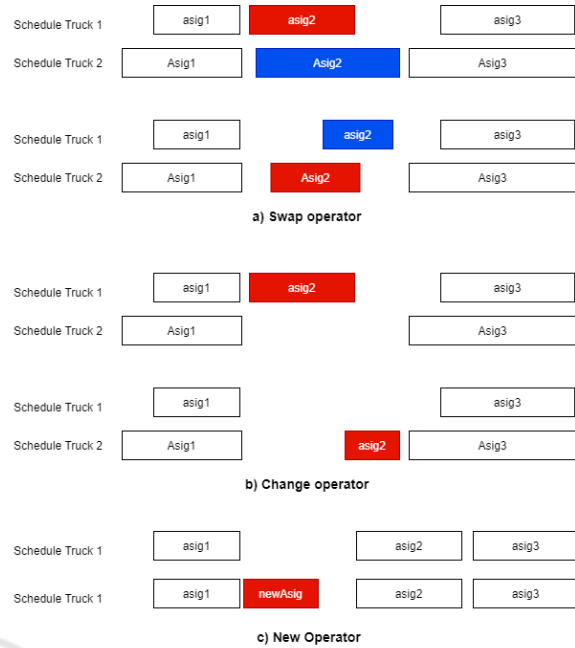 Schedule Truck 1 asig1 asig2 asig3
Schedule Truck 2 Asig1 Asig2 Asig3
Schedule Truck 1 asig1 asig2 asig3
Schedule Truck 2 Asig1 Asig2 Asig3
a) Swap operator
Schedule Truck 1 asig1 asig2 asig3
Schedule Truck 2 Asig1 Asig3
Schedule Truck 1 asig1 asig3
Schedule Truck 2 Asig1 asig2 Asig3
b) Change operator
Schedule Truck 1 asig1 asig2 asig3
Schedule Truck 1 asig1 newAsig asig2 asig3
c) New Operator